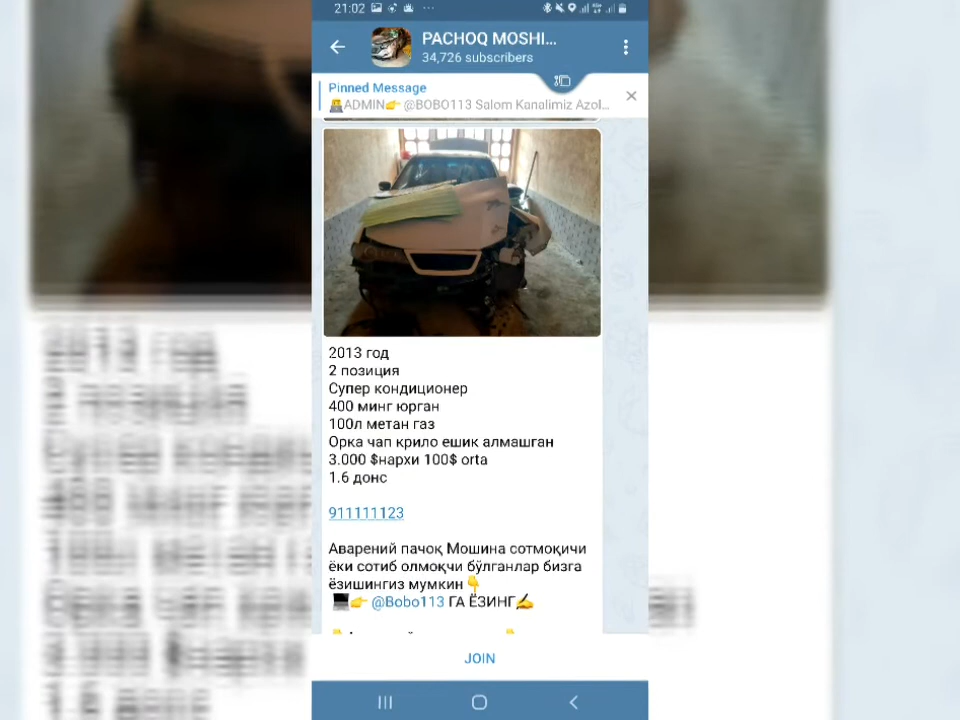 21:02
PACHOQ MOSHI...
34,726 subscribers
Pinned Message
ADMIN👉@BOBO113 Salom Kanalimiz Azol...
2013 год
2 позиция
Супер кондиционер
400 минг юрган
100л метан газ
Орка чап крило ешик алмашган
3.000 $нархи 100$ orta
1.6 донс
911111123
Аварений пачоқ Мошина сотмоқичи
ёки сотиб олмоқчи бўлганлар бизга
ёзишингиз мумкин👇
💻👉 @Bobo113 ГА ЁЗИНГ✍
JOIN